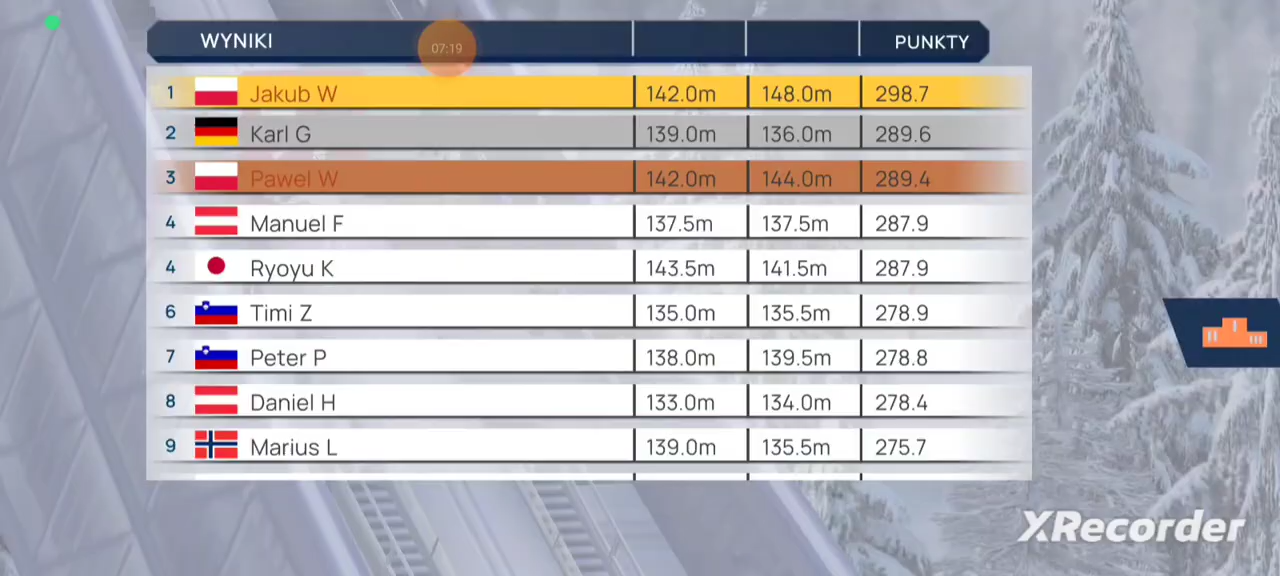 WYNIKI PUNKTY
07:19
1 Jakub W 142.0m 148.0m 298.7
2 Karl G 139.0m 136.0m 289.6
3 Pawel W 142.0m 144.0m 289.4
4 Manuel F 137.5m 137.5m 287.9
4 Ryoyu K 143.5m 141.5m 287.9
6 Timi Z 135.0m 135.5m 278.9
7 Peter P 138.0m 139.5m 278.8
8 Daniel H 133.0m 134.0m 278.4
9 Marius L 139.0m 135.5m 275.7
XRecorder